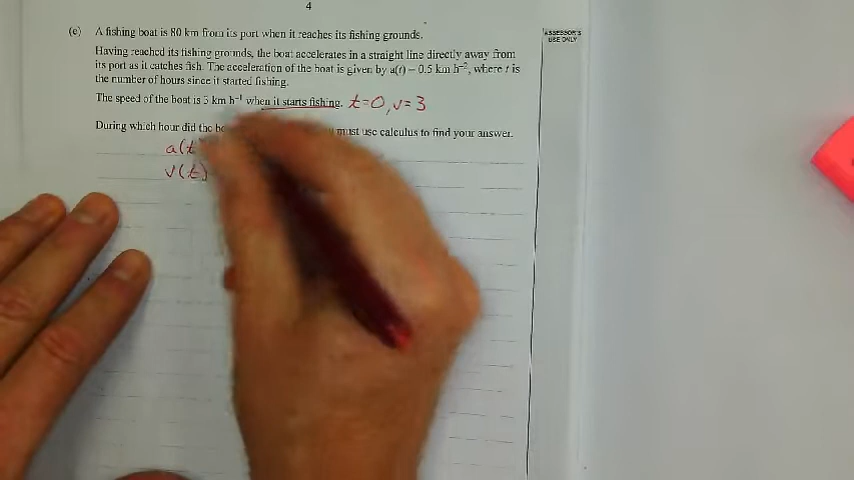 4
(c) A fishing boat is 80 km from its port when it reaches its fishing grounds.
ASSESSOR'S
USE ONLY
Having reached its fishing grounds, the boat accelerates in a straight line directly away from
its port as it catches fish. The acceleration of the boat is given by a(t) = 0.5 km h⁻², where t is
the number of hours since it started fishing.
The speed of the boat is 3 km h⁻¹ when it starts fishing. t=0, v=3
During which hour did the must use calculus to find your answer.
a(t
v(t)